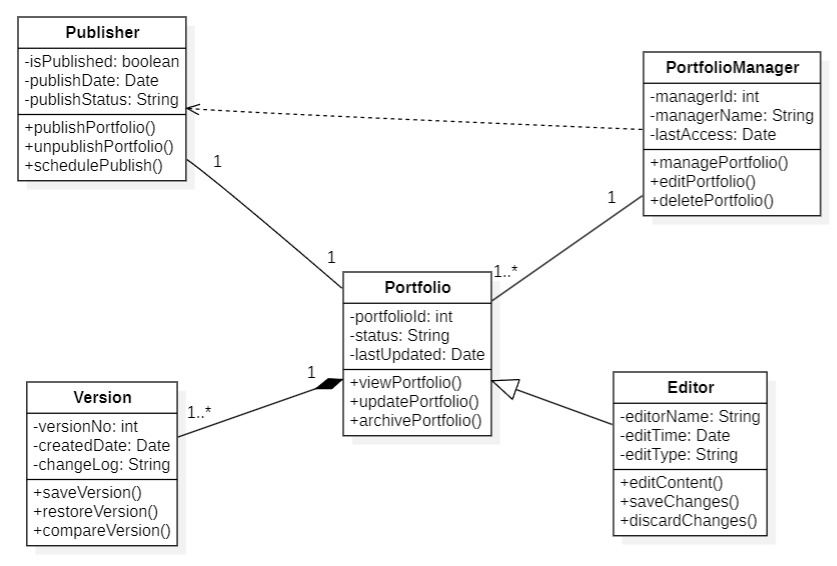 Publisher
-isPublished: boolean
-publishDate: Date
-publishStatus: String
+publishPortfolio()
+unpublishPortfolio()
+schedulePublish()
PortfolioManager
-managerId: int
-managerName: String
-lastAccess: Date
+managePortfolio()
+editPortfolio()
+deletePortfolio()
1
1
1
1..*
Portfolio
-portfolioId: int
-status: String
-lastUpdated: Date
+viewPortfolio()
+updatePortfolio()
+archivePortfolio()
1
1..*
Version
-versionNo: int
-createdDate: Date
-changeLog: String
+saveVersion()
+restoreVersion()
+compareVersion()
Editor
-editorName: String
-editTime: Date
-editType: String
+editContent()
+saveChanges()
+discardChanges()